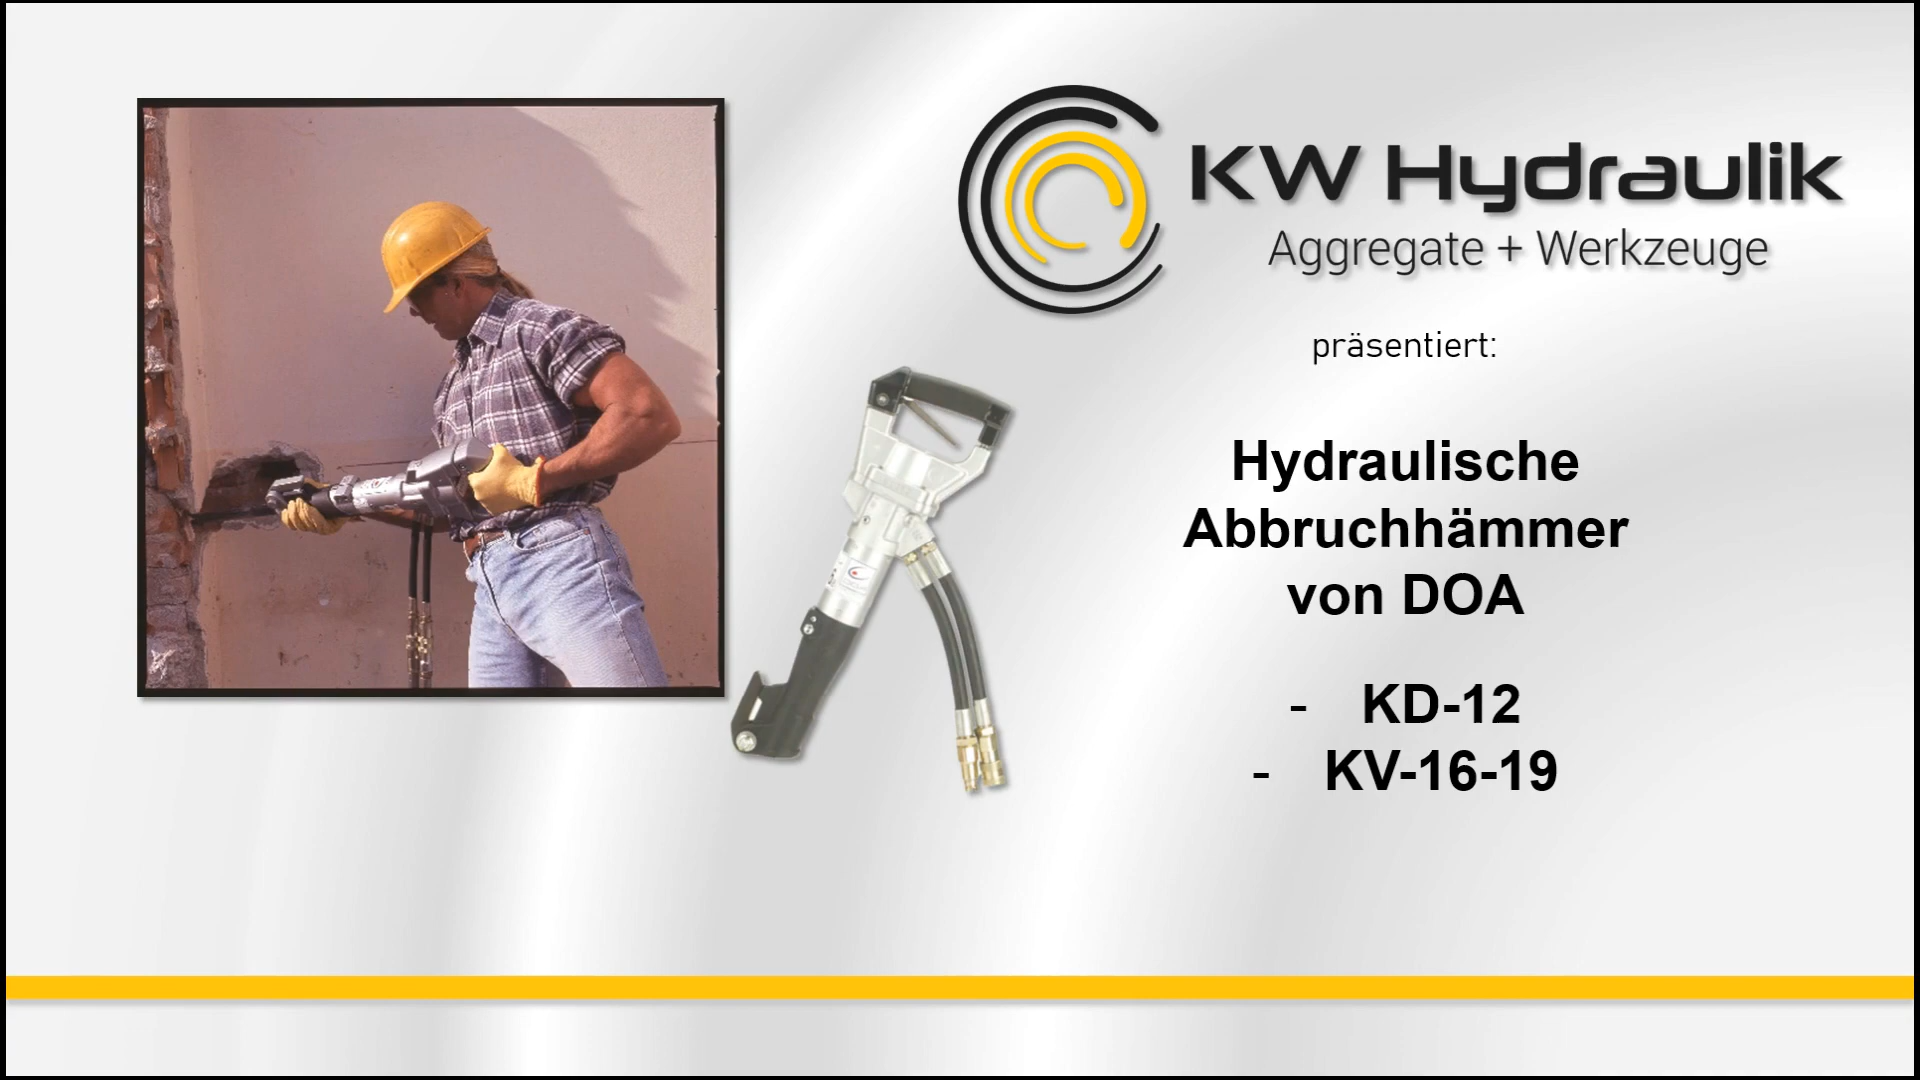 KW Hydraulik
Aggregate + Werkzeuge
präsentiert:
Hydraulische
Abbruchhämmer
von DOA
- KD-12
- KV-16-19